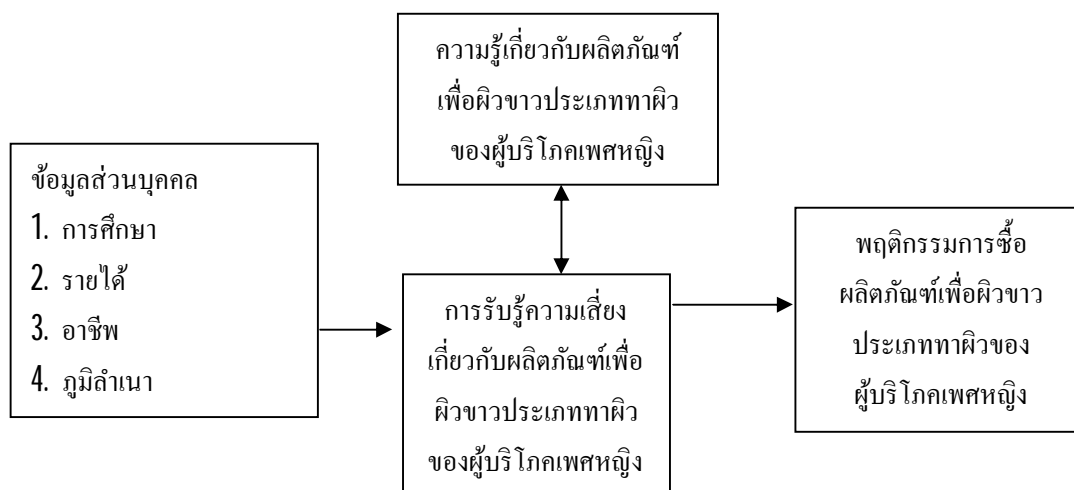 ความรู้เกี่ยวกับผลิตภัณฑ์
เพื่อผิวขาวประเภททาผิว
ของผู้บริโภคเพศหญิง
ข้อมูลส่วนบุคคล
1. การศึกษา
2. รายได้
3. อาชีพ
4. ภูมิลำเนา
การรับรู้ความเสี่ยง
เกี่ยวกับผลิตภัณฑ์เพื่อ
ผิวขาวประเภททาผิว
ของผู้บริโภคเพศหญิง
พฤติกรรมการซื้อ
ผลิตภัณฑ์เพื่อผิวขาว
ประเภททาผิวของ
ผู้บริโภคเพศหญิง